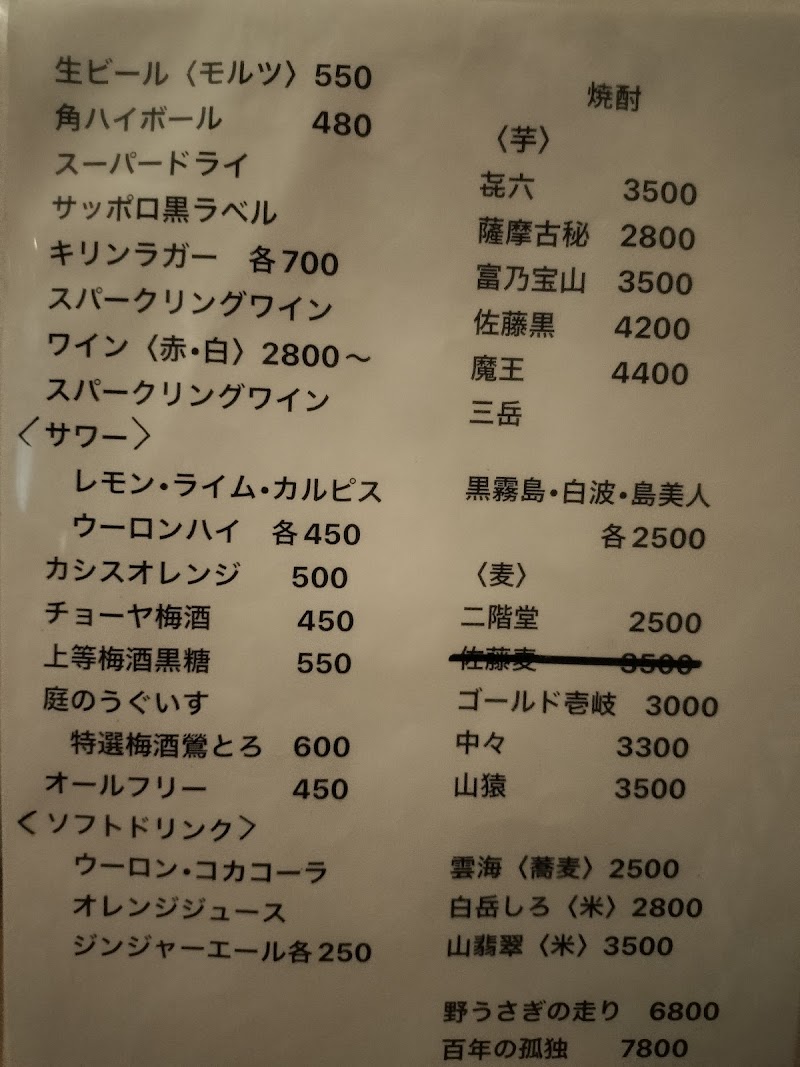 生ビール〈モルツ〉550
角ハイボール 480
スーパードライ
サッポロ黒ラベル
キリンラガー 各700
スパークリングワイン
ワイン〈赤・白〉2800～
スパークリングワイン
〈サワー〉
レモン・ライム・カルピス
ウーロンハイ 各450
カシスオレンジ 500
チョーヤ梅酒 450
上等梅酒黒糖 550
庭のうぐいす
特選梅酒鶯とろ 600
オールフリー 450
〈ソフトドリンク〉
ウーロン・コカコーラ
オレンジジュース
ジンジャーエール各250
焼酎
〈芋〉
㐂六 3500
薩摩古秘 2800
富乃宝山 3500
佐藤黒 4200
魔王 4400
三岳
黒霧島・白波・島美人
各2500
〈麦〉
二階堂 2500
佐藤麦 3500
ゴールド壱岐 3000
中々 3300
山猿 3500
雲海〈蕎麦〉2500
白岳しろ〈米〉2800
山翡翠〈米〉3500
野うさぎの走り 6800
百年の孤独 7800